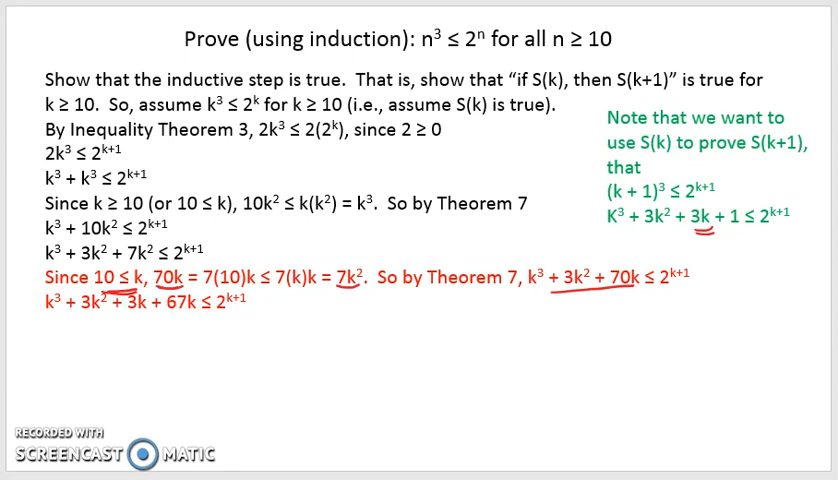 Prove (using induction): n³ ≤ 2ⁿ for all n ≥ 10
Show that the inductive step is true. That is, show that “if S(k), then S(k+1)” is true for
k ≥ 10. So, assume k³ ≤ 2ᵏ for k ≥ 10 (i.e., assume S(k) is true).
By Inequality Theorem 3, 2k³ ≤ 2(2ᵏ), since 2 ≥ 0
2k³ ≤ 2ᵏ⁺¹
k³ + k³ ≤ 2ᵏ⁺¹
Since k ≥ 10 (or 10 ≤ k), 10k² ≤ k(k²) = k³. So by Theorem 7
k³ + 10k² ≤ 2ᵏ⁺¹
k³ + 3k² + 7k² ≤ 2ᵏ⁺¹
Since 10 ≤ k, 70k = 7(10)k ≤ 7(k)k = 7k². So by Theorem 7, k³ + 3k² + 70k ≤ 2ᵏ⁺¹
k³ + 3k² + 3k + 67k ≤ 2ᵏ⁺¹
Note that we want to
use S(k) to prove S(k+1),
that
(k + 1)³ ≤ 2ᵏ⁺¹
K³ + 3k² + 3k + 1 ≤ 2ᵏ⁺¹
RECORDED WITH
SCREENCAST MATIC